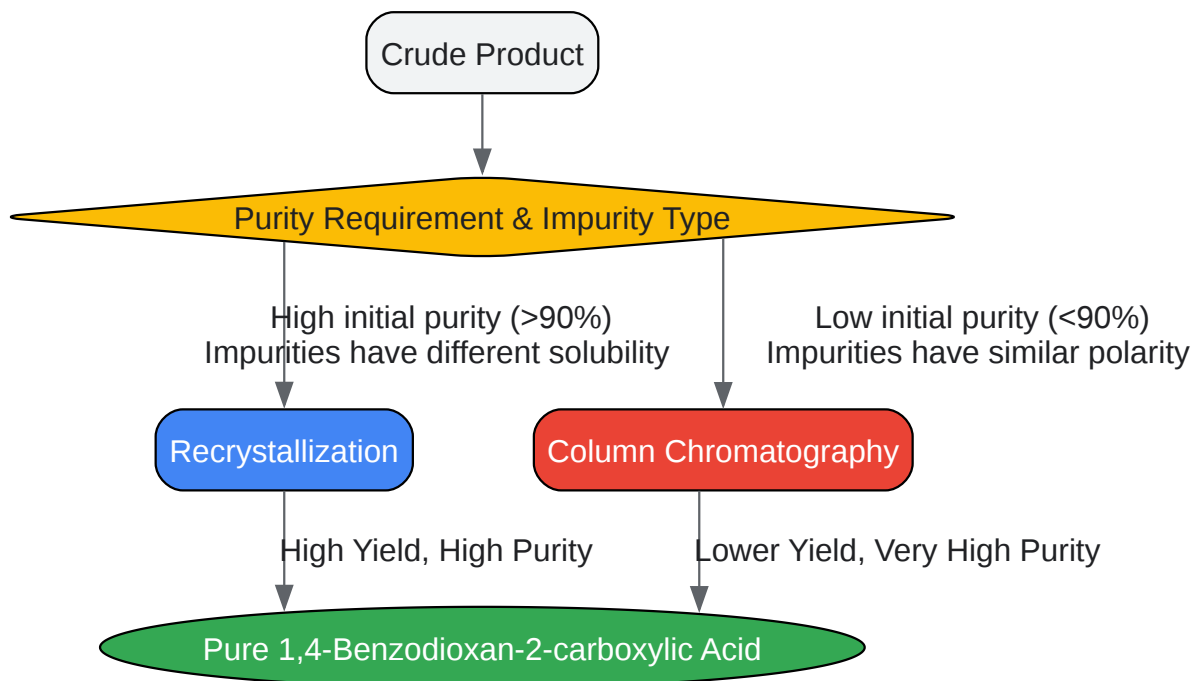 Crude Product
Purity Requirement & Impurity Type
High initial purity (>90%)
Impurities have different solubility
Low initial purity (<90%)
Impurities have similar polarity
Recrystallization
Column Chromatography
High Yield, High Purity
Lower Yield, Very High Purity
Pure 1,4-Benzodioxan-2-carboxylic Acid